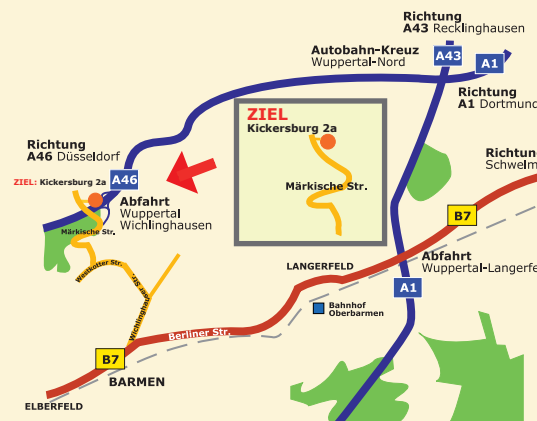 Richtung
A43 Recklinghausen
Autobahn-Kreuz
Wuppertal-Nord
A43
A1
Richtung
A1 Dortmund
ZIEL
Kickersburg 2a
Märkische Str.
Richtung
A46 Düsseldorf
A46
ZIEL: Kickersburg 2a
Abfahrt
Wuppertal
Wichlinghausen
Märkische Str.
Westkotter Str.
Wichlinghauser Str.
Richtung
Schwelm
B7
Abfahrt
Wuppertal-Langerfe
A1
LANGERFELD
Bahnhof
Oberbarmen
Berliner Str.
B7
BARMEN
ELBERFELD